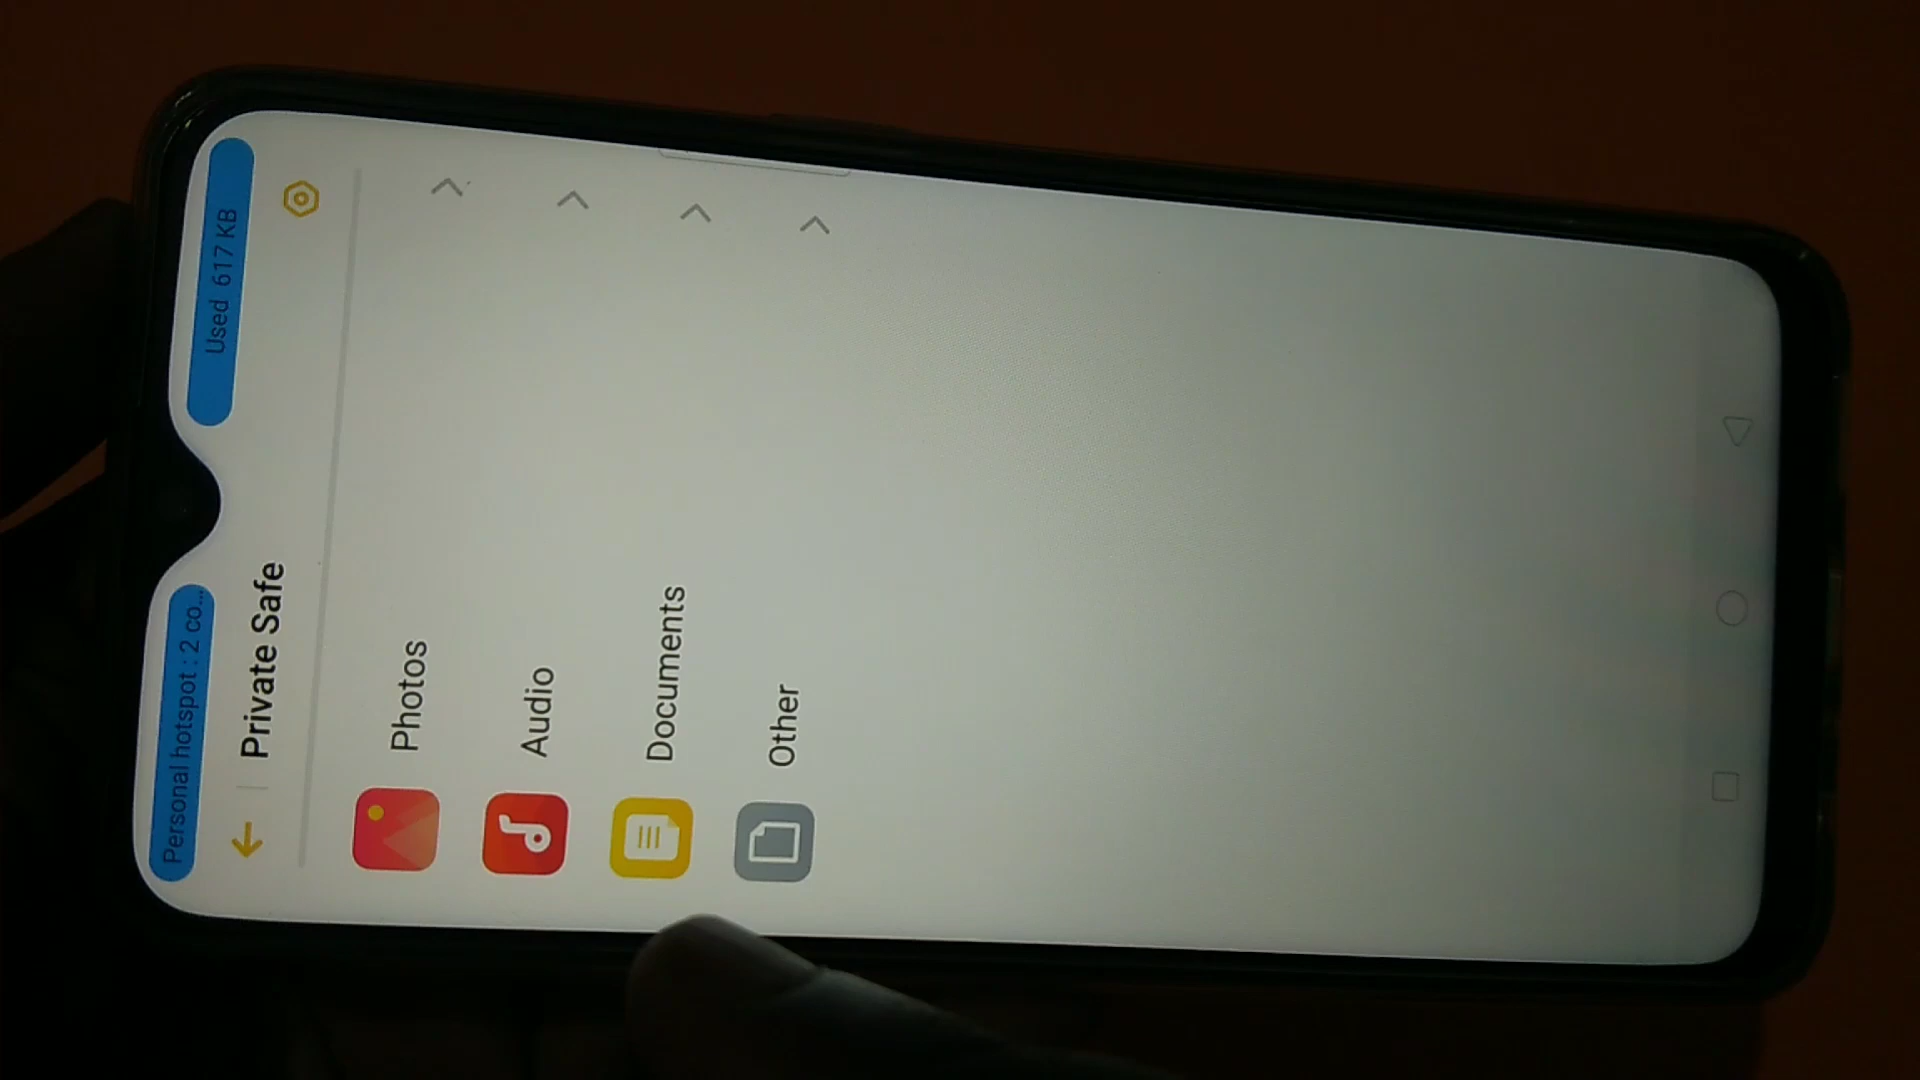 Personal hotspot : 2 co... Used 617 KB
Private Safe
Photos
Audio
Documents
Other